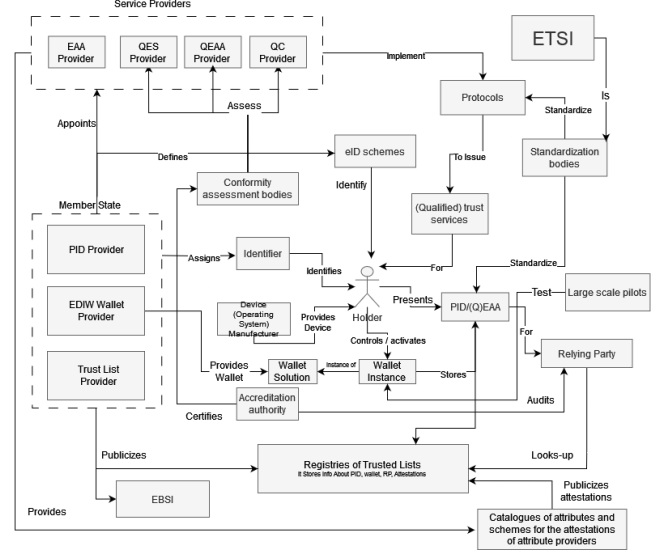 Service Providers
EAA
Provider
QES
Provider
QEAA
Provider
QC
Provider
ETSI
Implement
Is
Protocols
Standardize
Appoints
Assess
Defines
eID schemes
To Issue
Standardization
bodies
Conformity
assessment bodies
Identify
(Qualified) trust
services
Member State
PID Provider
Assigns
Identifier
Identifies
For
Standardize
EDIW Wallet
Provider
Device
(Operating
System)
Manufacturer
Provides
Device
Holder
Presents
PID/(Q)EAA
Test
Large scale pilots
For
Controls / activates
Trust List
Provider
Provides
Wallet
Wallet
Solution
Instance of
Wallet
Instance
Stores
Relying Party
Certifies
Accreditation
authority
Audits
Publicizes
Registries of Trusted Lists
It Stores Info About PID, wallet, RP, Attestations
Looks-up
EBSI
Publicizes
attestations
Provides
Catalogues of attributes and
schemes for the attestations
of attribute providers